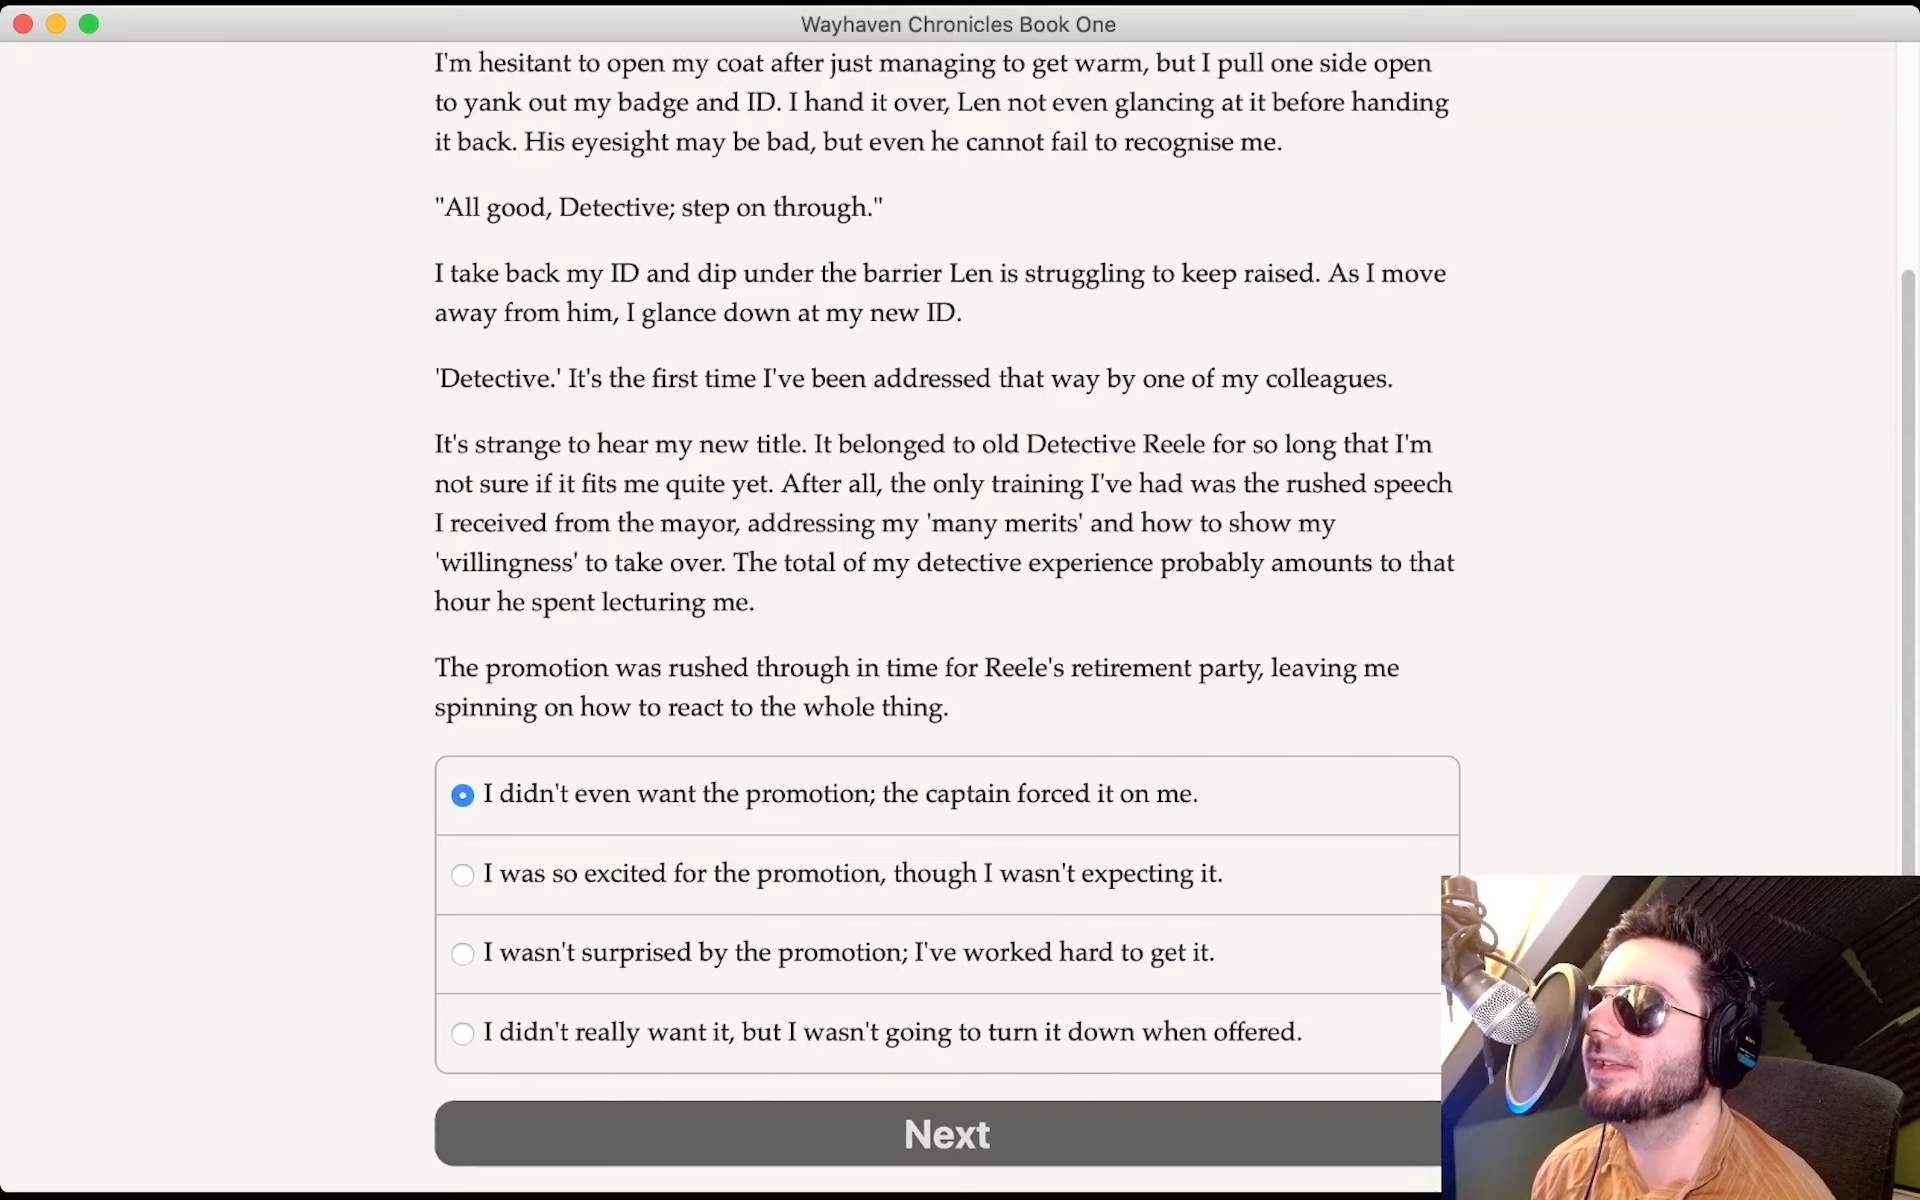 Wayhaven Chronicles Book One
I'm hesitant to open my coat after just managing to get warm, but I pull one side open
to yank out my badge and ID. I hand it over, Len not even glancing at it before handing
it back. His eyesight may be bad, but even he cannot fail to recognise me.
"All good, Detective; step on through."
I take back my ID and dip under the barrier Len is struggling to keep raised. As I move
away from him, I glance down at my new ID.
'Detective.' It's the first time I've been addressed that way by one of my colleagues.
It's strange to hear my new title. It belonged to old Detective Reele for so long that I'm
not sure if it fits me quite yet. After all, the only training I've had was the rushed speech
I received from the mayor, addressing my 'many merits' and how to show my
'willingness' to take over. The total of my detective experience probably amounts to that
hour he spent lecturing me.
The promotion was rushed through in time for Reele's retirement party, leaving me
spinning on how to react to the whole thing.
I didn't even want the promotion; the captain forced it on me.
I was so excited for the promotion, though I wasn't expecting it.
I wasn't surprised by the promotion; I've worked hard to get it.
I didn't really want it, but I wasn't going to turn it down when offered.
Next